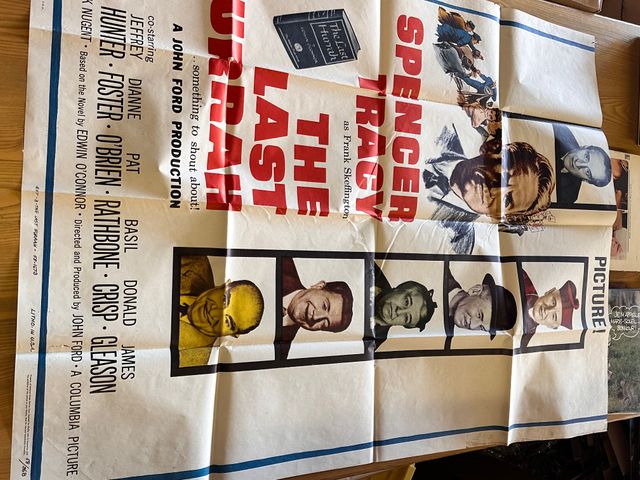 PICTURE!
SPENCER
TRACY
as Frank Skeffington
The Last
Hurrah
THE
LAST
URRAH
...something to shout about!
A JOHN FORD PRODUCTION
co-starring
JEFFREY DIANNE PAT BASIL DONALD JAMES
HUNTER · FOSTER · O'BRIEN · RATHBONE · CRISP · GLEASON
K NUGENT · Based on the Novel by EDWIN O'CONNOR · Directed and Produced by JOHN FORD · A COLUMBIA PICTURE
LITHO. IN U.S.A.